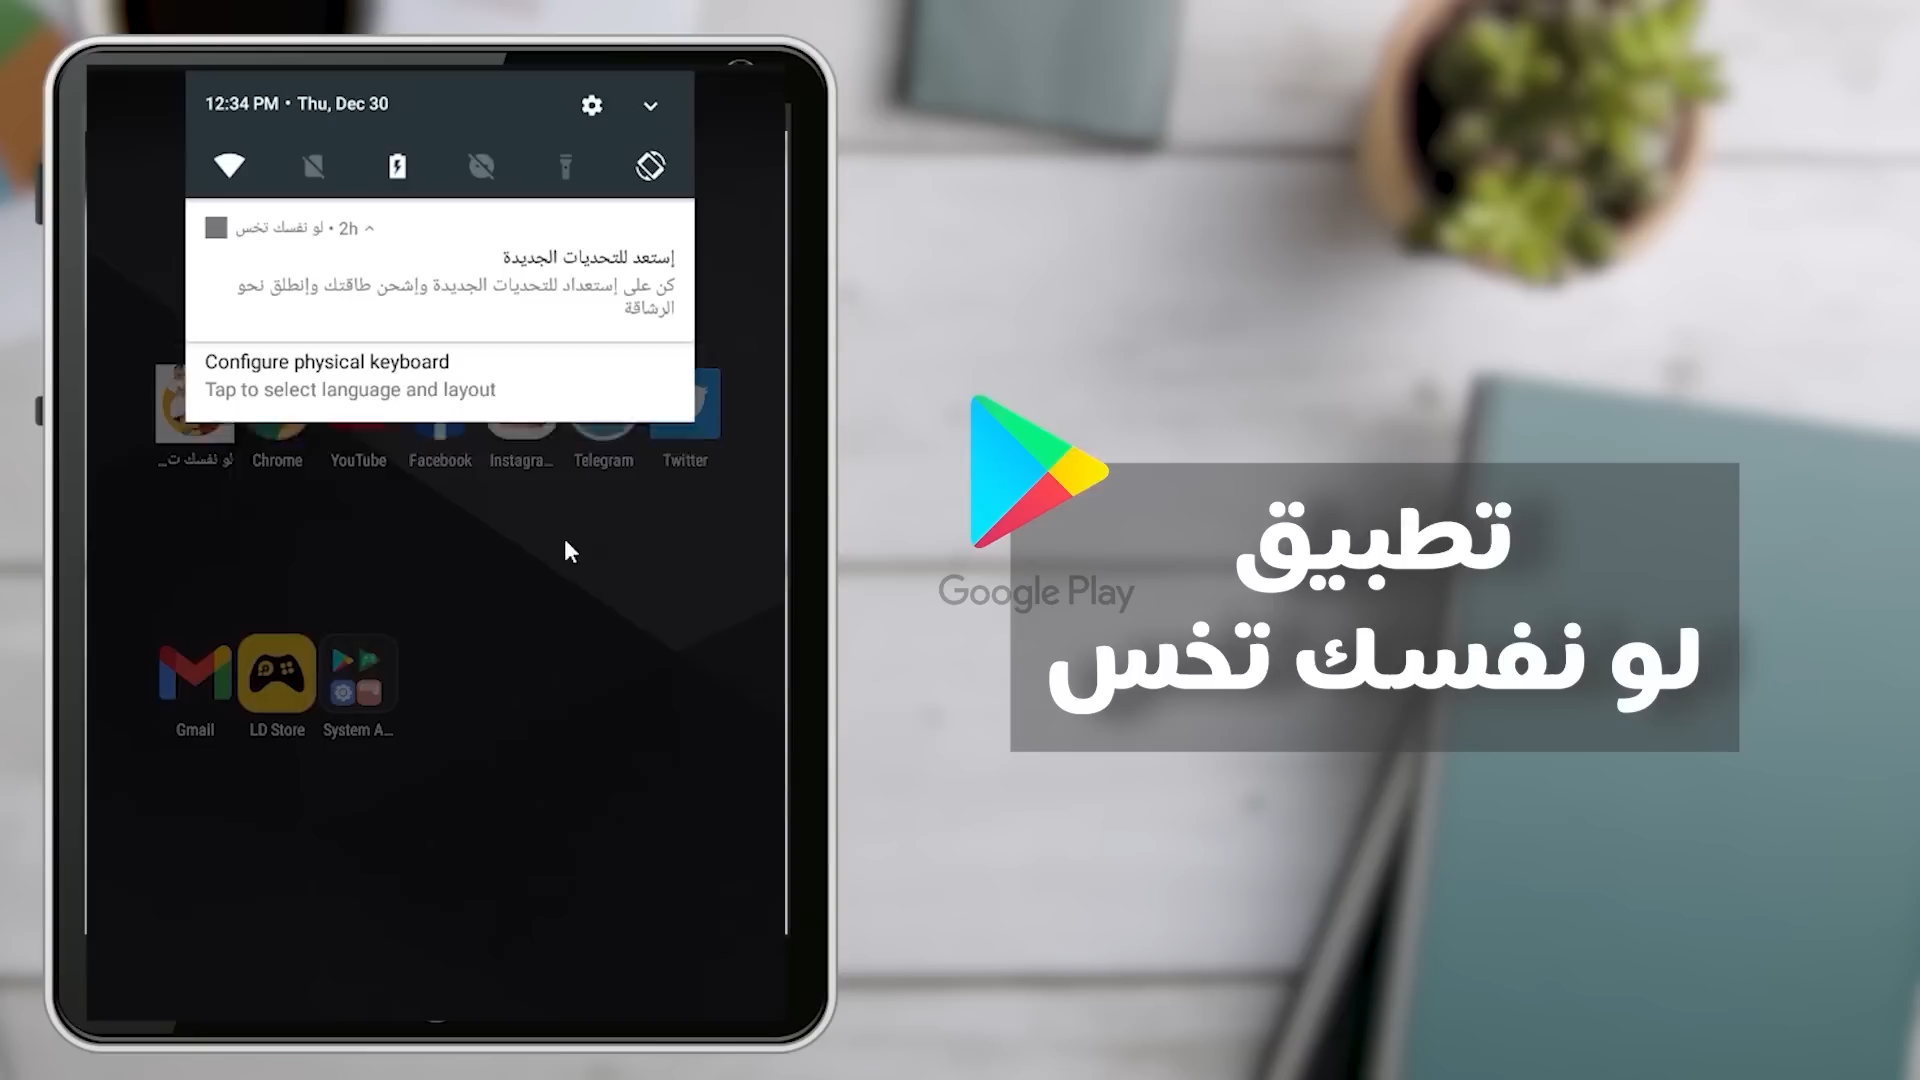 12:34 PM • Thu, Dec 30
لو نفسك تخس • 2h
إستعد للتحديات الجديدة
كن على إستعداد للتحديات الجديدة وإشحن طاقتك وإنطلق نحو
الرشاقة
Configure physical keyboard
Tap to select language and layout
لو نفسك ت...
Chrome
YouTube
Facebook
Instagra...
Telegram
Twitter
Gmail
LD Store
System A...
Google Play
تطبيق
لو نفسك تخس